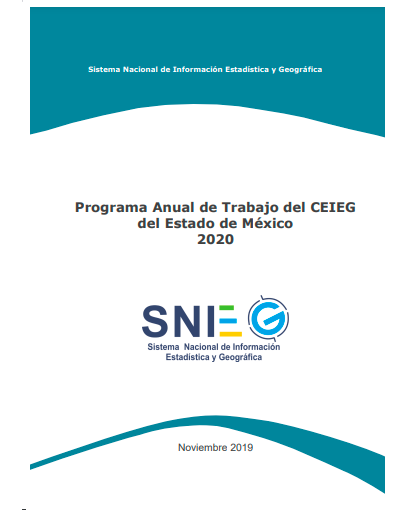 Sistema Nacional de Información Estadística y Geográfica
Programa Anual de Trabajo del CEIEG
del Estado de México
2020
SNIEG
Sistema Nacional de Información
Estadística y Geográfica
Noviembre 2019